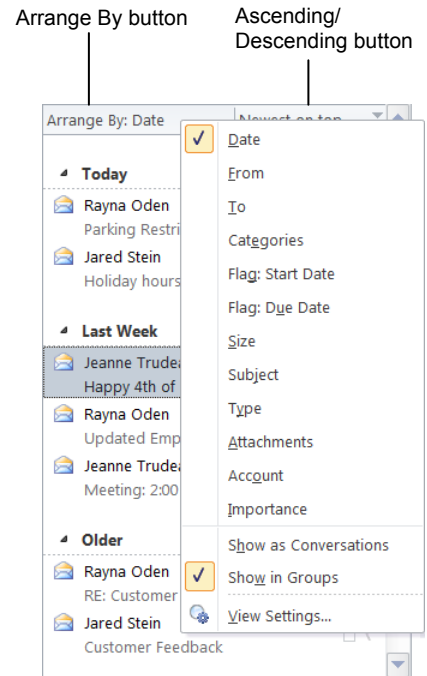 Arrange By button
Ascending/
Descending button
Arrange By: Date
Newest on top
Today
Rayna Oden
Parking Restri
Jared Stein
Holiday hours
Last Week
Jeanne Trudea
Happy 4th of
Rayna Oden
Updated Emp
Jeanne Trudea
Meeting: 2:00
Older
Rayna Oden
RE: Customer
Jared Stein
Customer Feedback
Date
From
To
Categories
Flag: Start Date
Flag: Due Date
Size
Subject
Type
Attachments
Account
Importance
Show as Conversations
Show in Groups
View Settings...